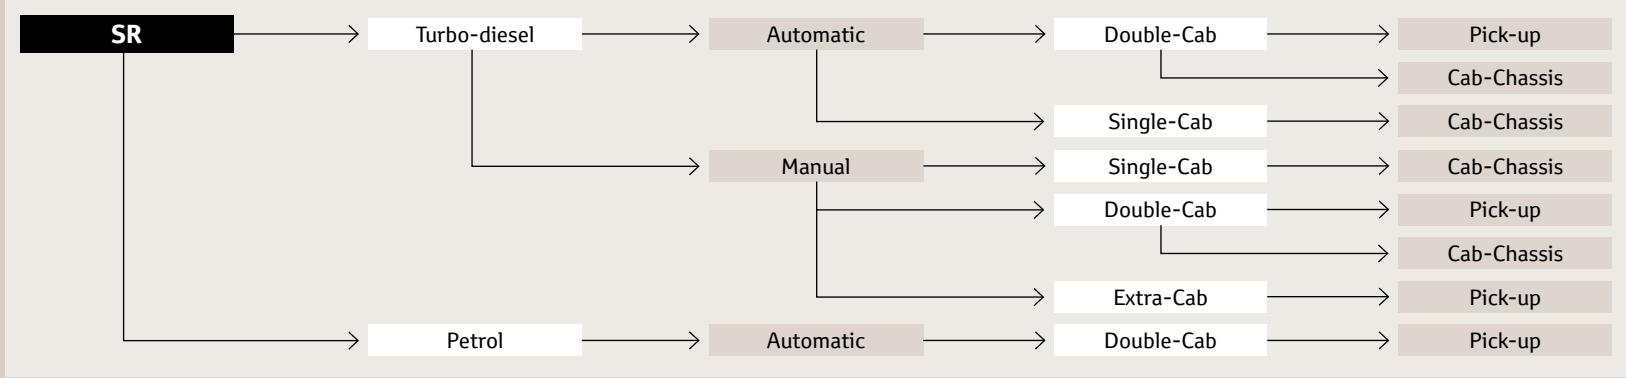 SR Turbo-diesel Automatic Double-Cab Pick-up
Cab-Chassis
Single-Cab Cab-Chassis
Manual Single-Cab Cab-Chassis
Double-Cab Pick-up
Cab-Chassis
Extra-Cab Pick-up
Petrol Automatic Double-Cab Pick-up